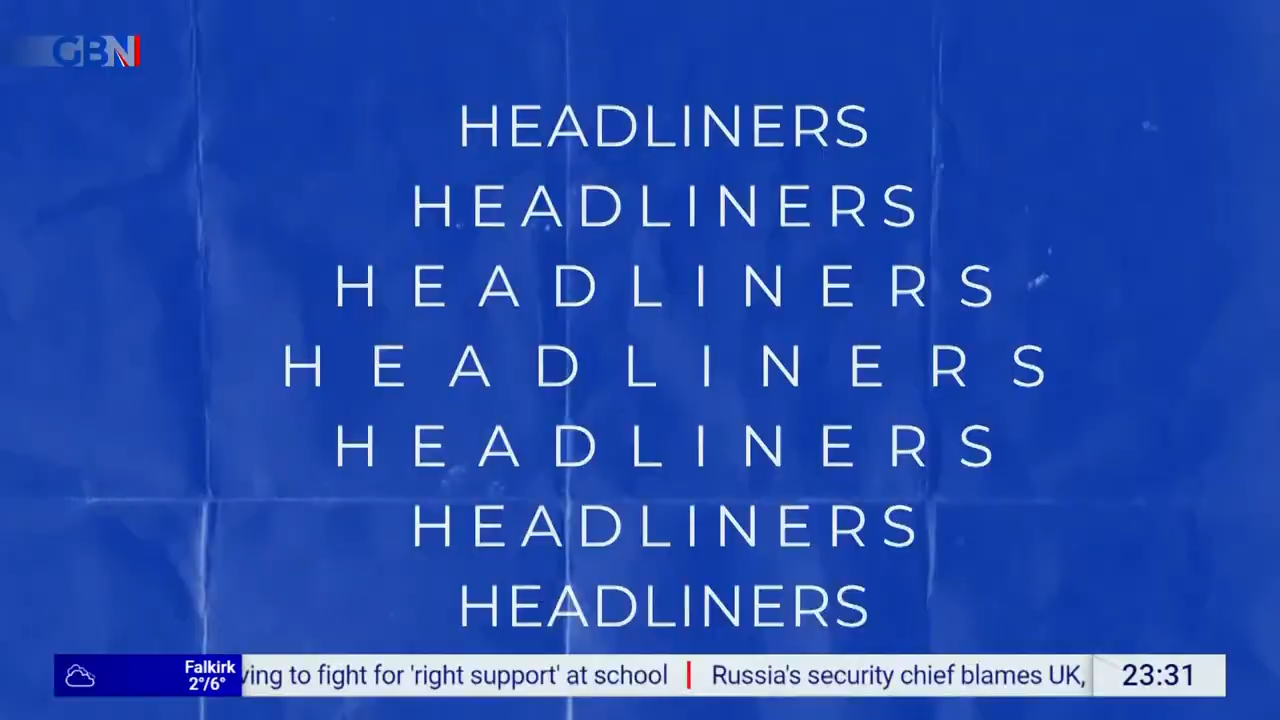 GBN
HEADLINERS
HEADLINERS
HEADLINERS
HEADLINERS
HEADLINERS
HEADLINERS
HEADLINERS
Falkirk
2°/6°
ving to fight for 'right support' at school | Russia's security chief blames UK,
23:31